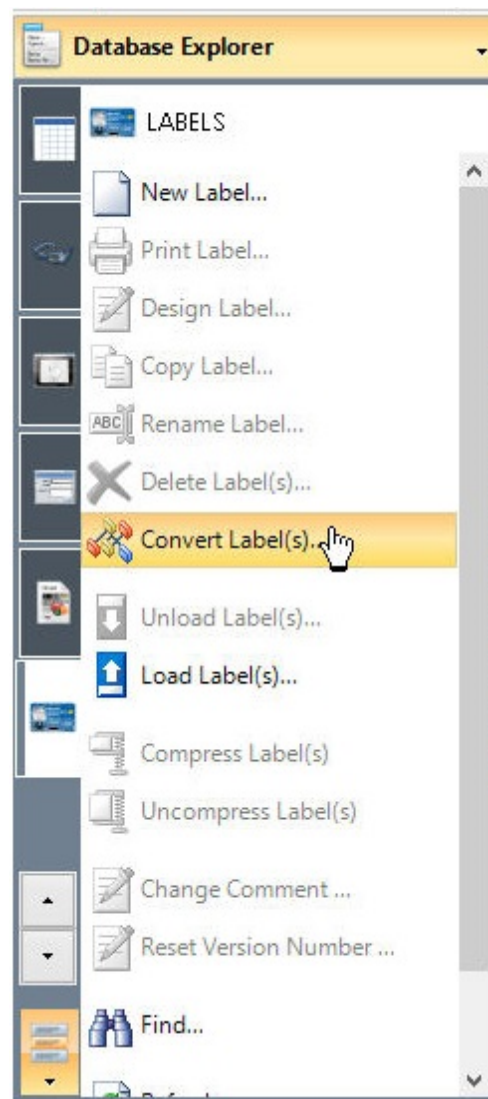 Database Explorer
LABELS
New Label...
Print Label...
Design Label...
Copy Label...
ABC Rename Label...
Delete Label(s)...
Convert Label(s)...
Unload Label(s)...
Load Label(s)...
Compress Label(s)
Uncompress Label(s)
Change Comment ...
Reset Version Number ...
Find...